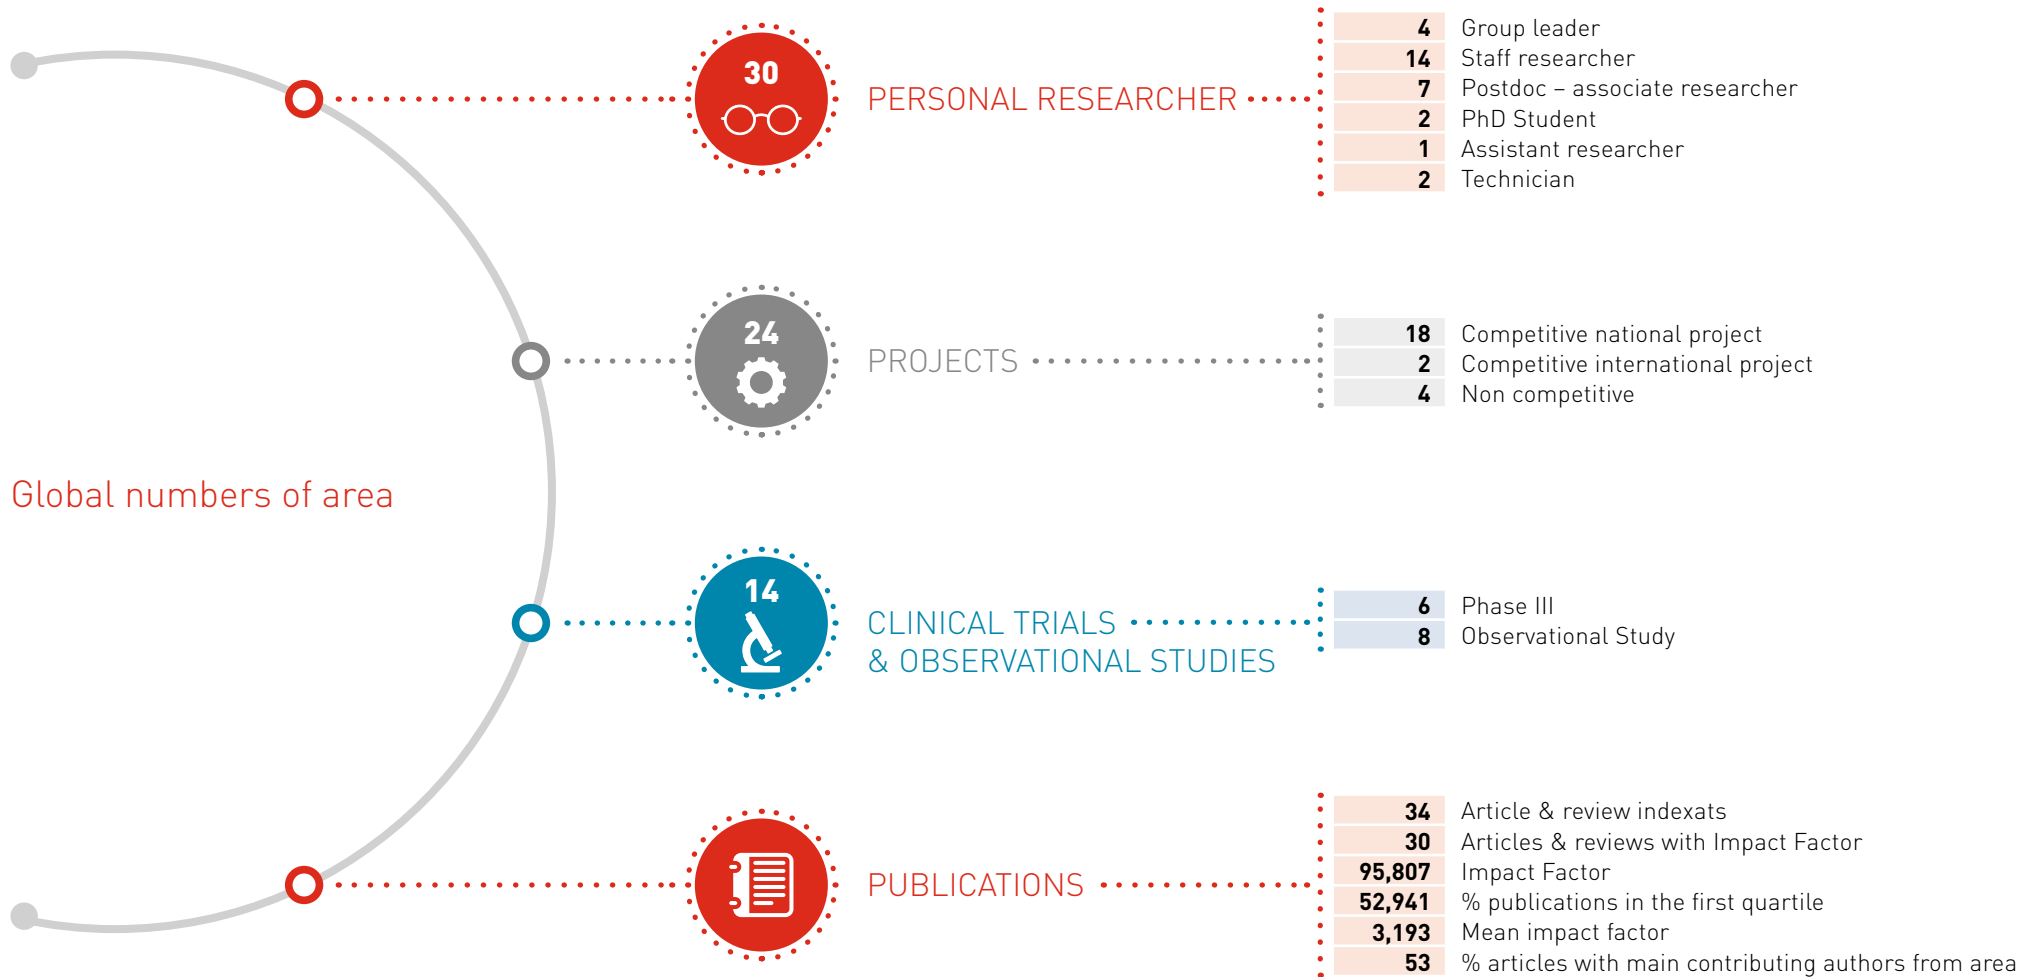 Global numbers of area
30
PERSONAL RESEARCHER
4 Group leader
14 Staff researcher
7 Postdoc – associate researcher
2 PhD Student
1 Assistant researcher
2 Technician
24
PROJECTS
18 Competitive national project
2 Competitive international project
4 Non competitive
14
CLINICAL TRIALS
& OBSERVATIONAL STUDIES
6 Phase III
8 Observational Study
PUBLICATIONS
34 Article & review indexats
30 Articles & reviews with Impact Factor
95,807 Impact Factor
52,941 % publications in the first quartile
3,193 Mean impact factor
53 % articles with main contributing authors from area